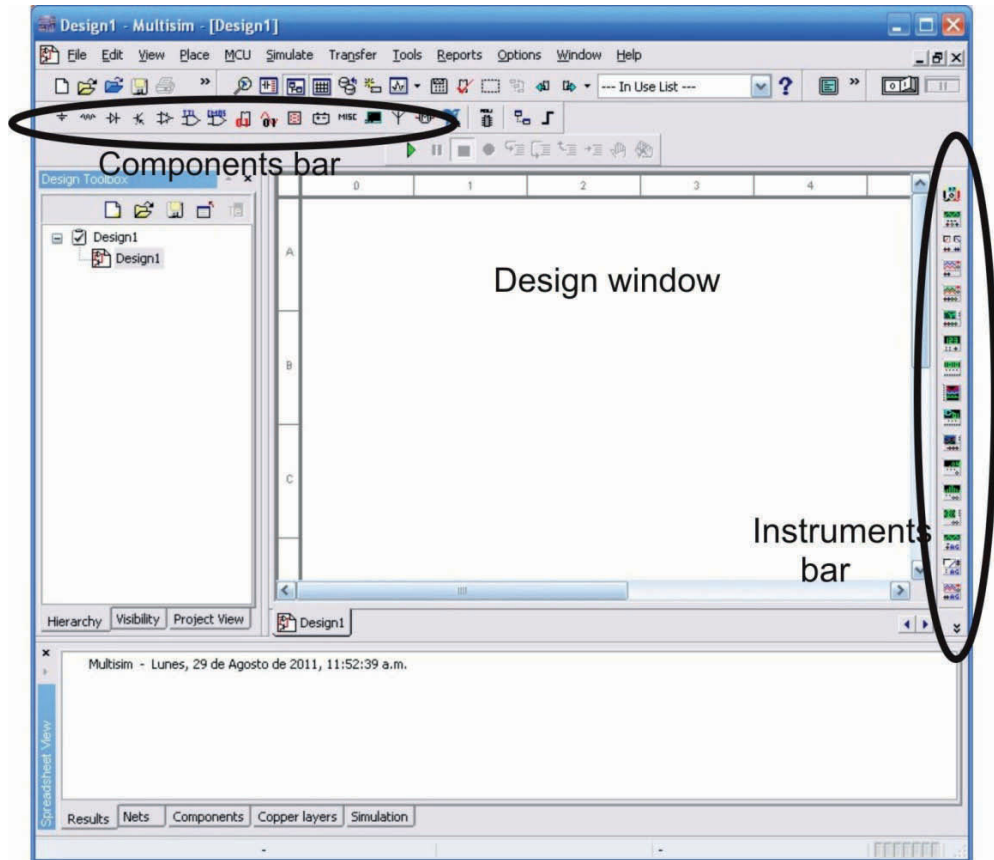 Design1 - Multisim - [Design1]
File Edit View Place MCU Simulate Transfer Tools Reports Options Window Help
--- In Use List ---
MISC
Components bar
Design Toolbox
0 1 2 3 4
Design1
Design1
A
Design window
B
C
Instruments
bar
Hierarchy Visibility Project View
Design1
Multisim - Lunes, 29 de Agosto de 2011, 11:52:39 a.m.
Spreadsheet View
Results Nets Components Copper layers Simulation